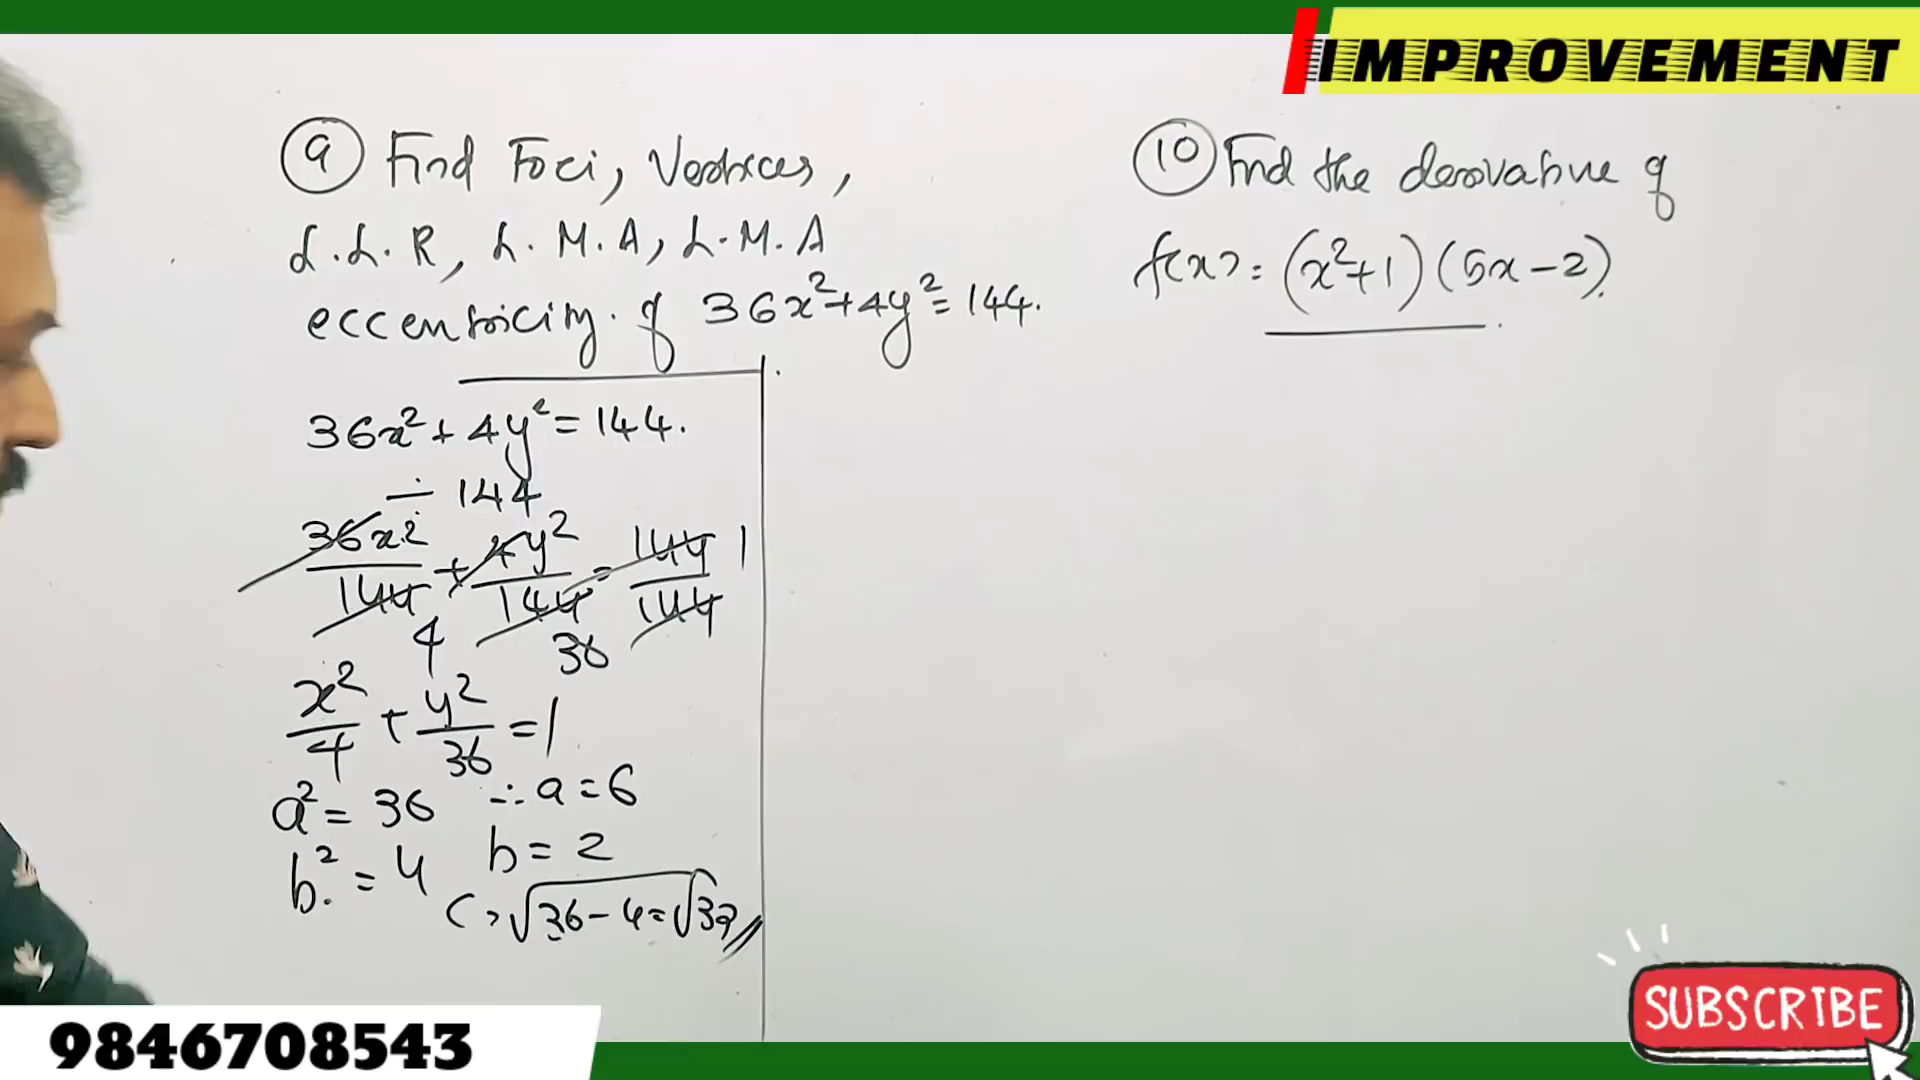 IMPROVEMENT
9 Find Foci, Vertices,
L.L.R, L.M.A, L.M.A
eccentricity of 36x²+4y²=144.
36x²+4y²=144.
÷144
36x²/144 + 4y²/144 = 144/144 1
4 36
x²/4 + y²/36 = 1
a²=36 ∴a=6
b²=4 b=2
c=√36-4=√32//
10 Find the derivative of
f(x)=(x²+1)(5x-2).
9846708543
SUBSCRIBE